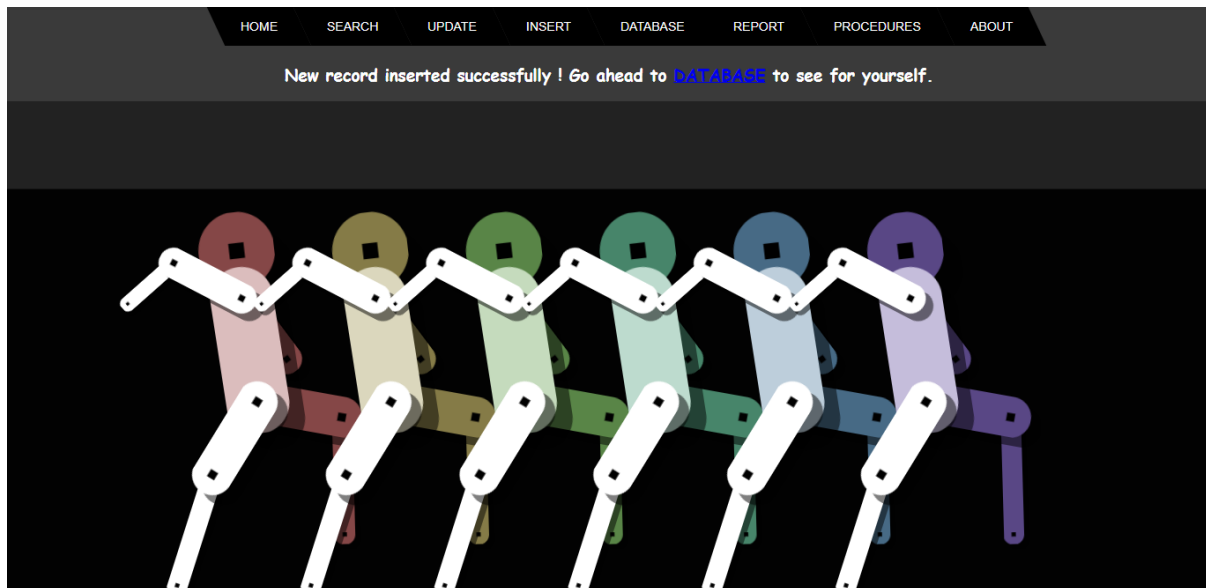 HOME SEARCH UPDATE INSERT DATABASE REPORT PROCEDURES ABOUT
New record inserted successfully ! Go ahead to DATABASE to see for yourself.